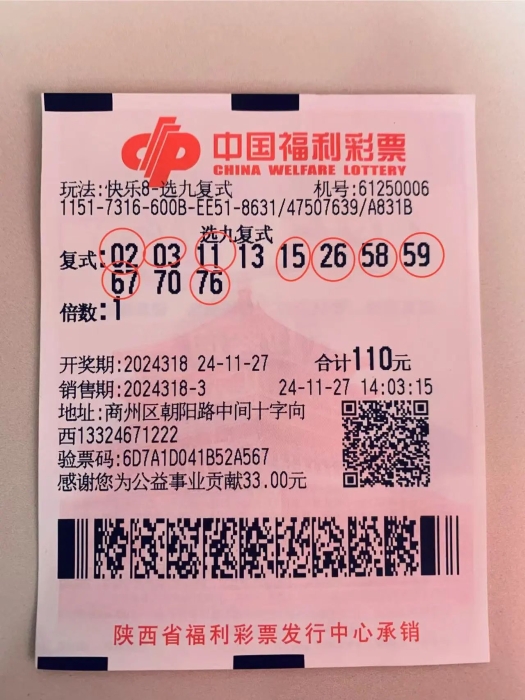 中国福利彩票
CHINA WELFARE LOTTERY
玩法:快乐8-选九复式 机号:61250006
1151-7316-600B-EE51-8631/47507639/A831B
选九复式
复式:02 03 11 13 15 26 58 59
67 70 76
倍数:1
开奖期:2024318 24-11-27 合计110元
销售期:2024318-3 24-11-27 14:03:15
地址:商州区朝阳路中间十字向
西13324671222
验票码:6D7A1D041B52A567
感谢您为公益事业贡献33.00元
陕西省福利彩票发行中心承销